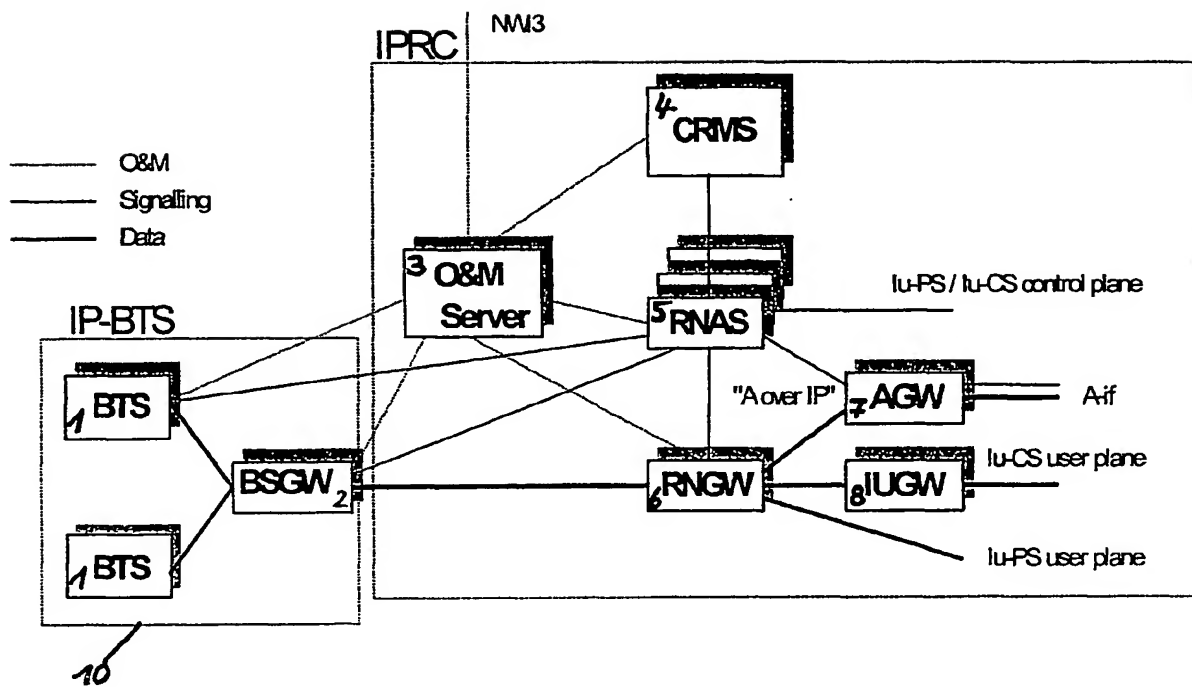 NWI3
IPRC
4 CRMS
O&M
Signalling
Data
3 O&M
Server
Iu-PS / Iu-CS control plane
IP-BTS
5 RNAS
1 BTS
"A over IP"
7 AGW
A-if
BSGW 2
Iu-CS user plane
6 RNGW
8 IUGW
1 BTS
Iu-PS user plane
10